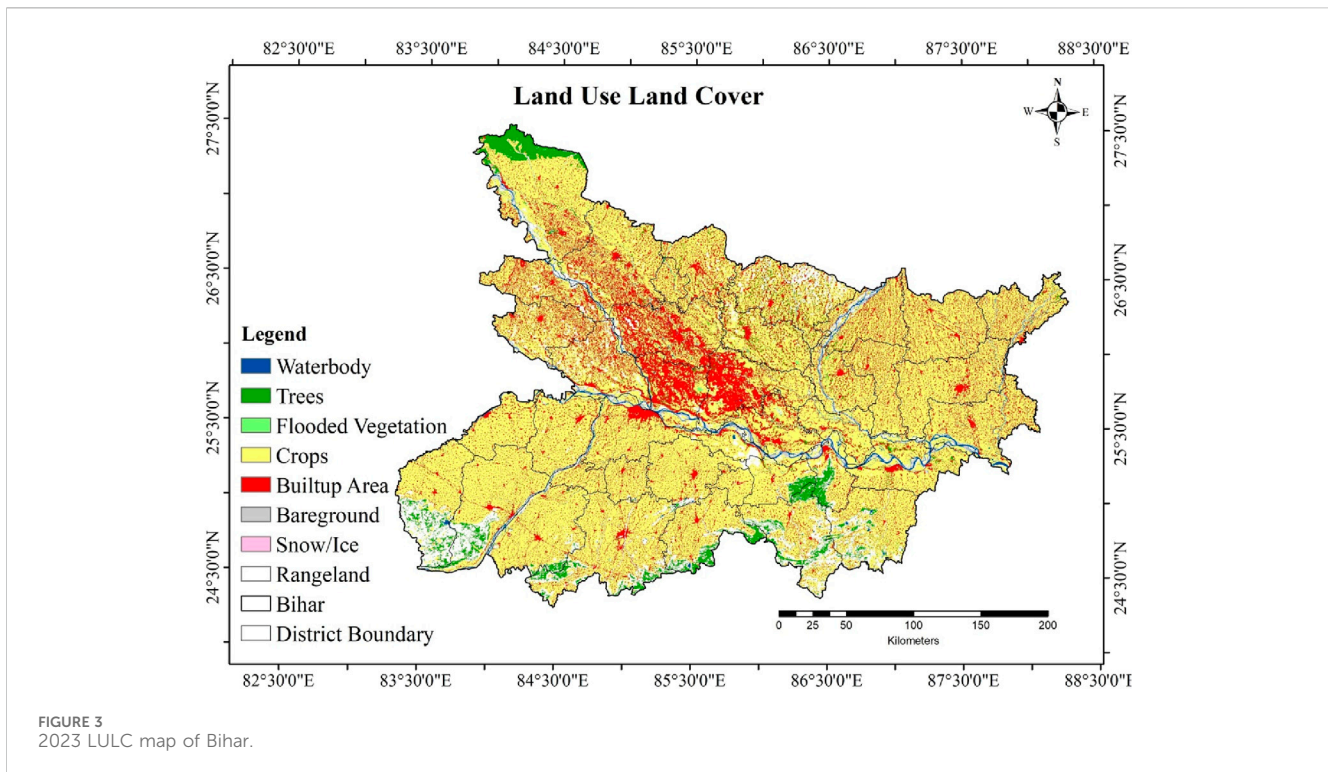 82°30'0"E 83°30'0"E 84°30'0"E 85°30'0"E 86°30'0"E 87°30'0"E 88°30'0"E
Land Use Land Cover
N
W E
S
27°30'0"N 27°30'0"N
26°30'0"N 26°30'0"N
25°30'0"N 25°30'0"N
24°30'0"N 24°30'0"N
Legend
Waterbody
Trees
Flooded Vegetation
Crops
Builtup Area
Bareground
Snow/Ice
Rangeland
Bihar
District Boundary
0 25 50 100 150 200
Kilometers
82°30'0"E 83°30'0"E 84°30'0"E 85°30'0"E 86°30'0"E 87°30'0"E 88°30'0"E
FIGURE 3
2023 LULC map of Bihar.